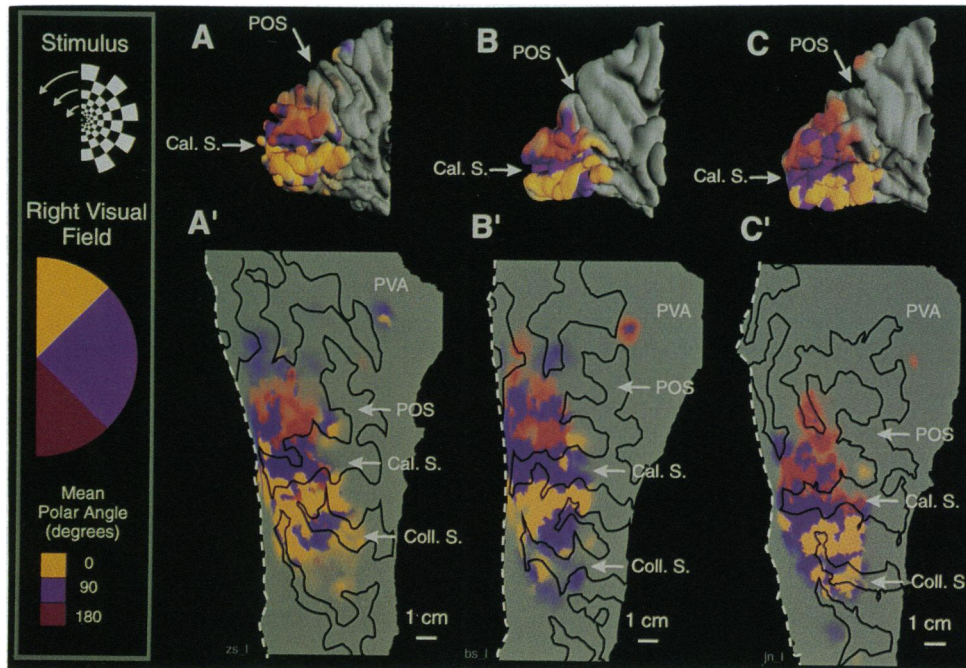 Stimulus
Right Visual
Field
Mean
Polar Angle
(degrees)
0
90
180
A
POS
Cal. S.
B
POS
Cal. S.
C
POS
Cal. S.
A'
PVA
POS
Cal. S.
Coll. S.
1 cm
zs_l
B'
PVA
POS
Cal. S.
Coll. S.
1 cm
bs_l
C'
PVA
POS
Cal. S.
Coll. S.
1 cm
jn_l